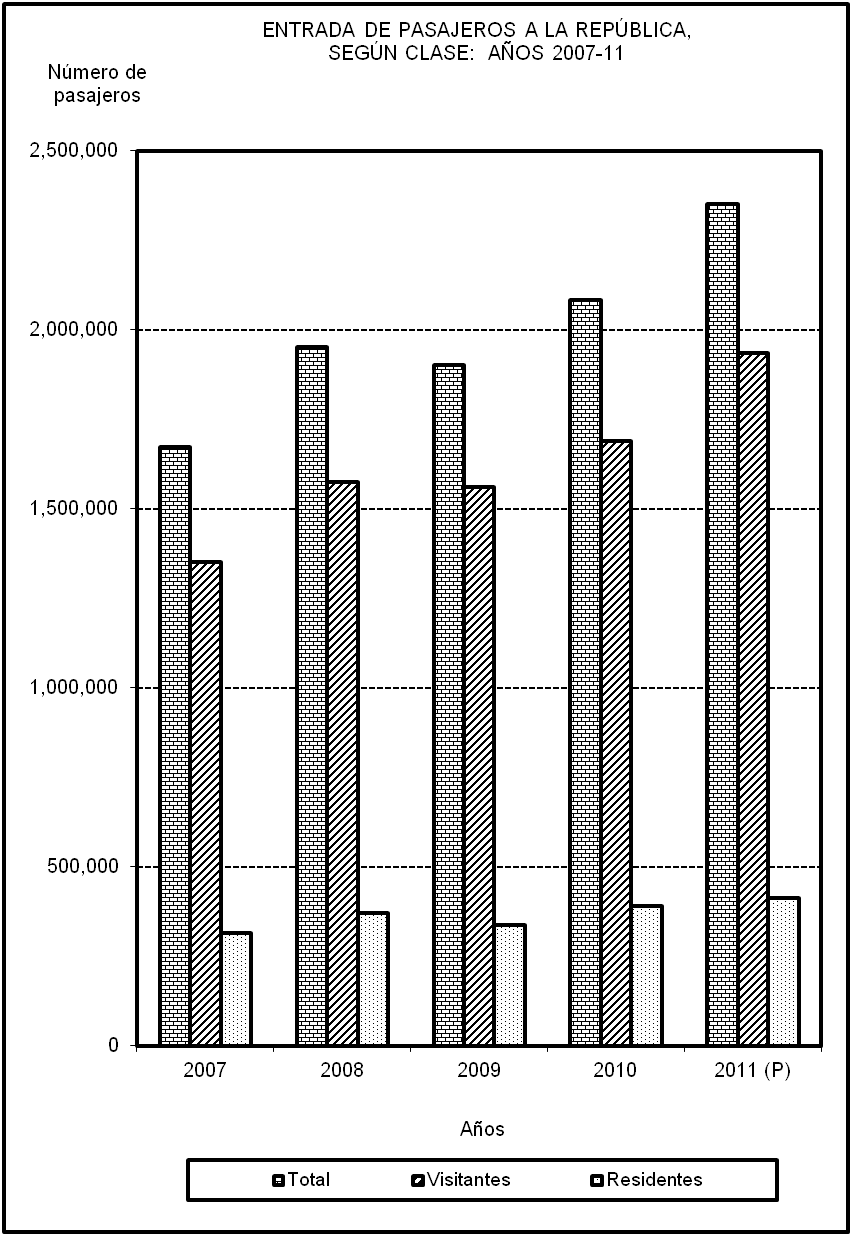 ENTRADA DE PASAJEROS A LA REPÚBLICA,
SEGÚN CLASE: AÑOS 2007-11
Número de
pasajeros
2,500,000
2,000,000
1,500,000
1,000,000
500,000
0
2007 2008 2009 2010 2011 (P)
Años
Total Visitantes Residentes